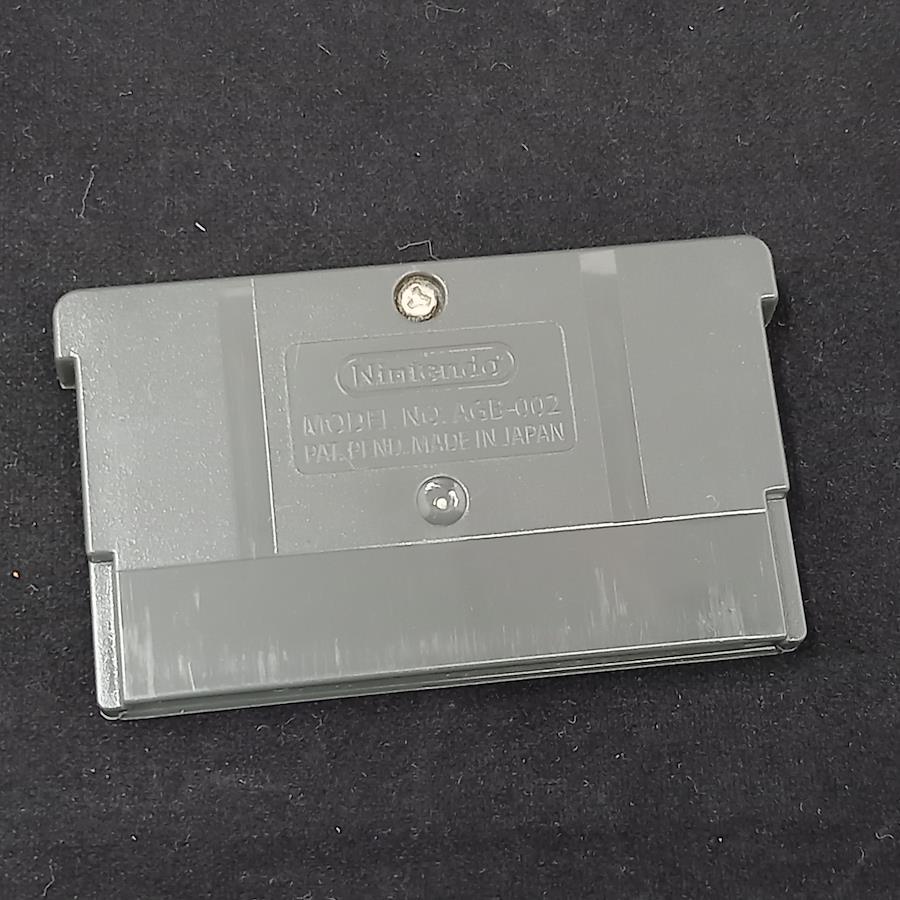 Nintendo
MODEL NO. AGB-002
PAT. PEND. MADE IN JAPAN